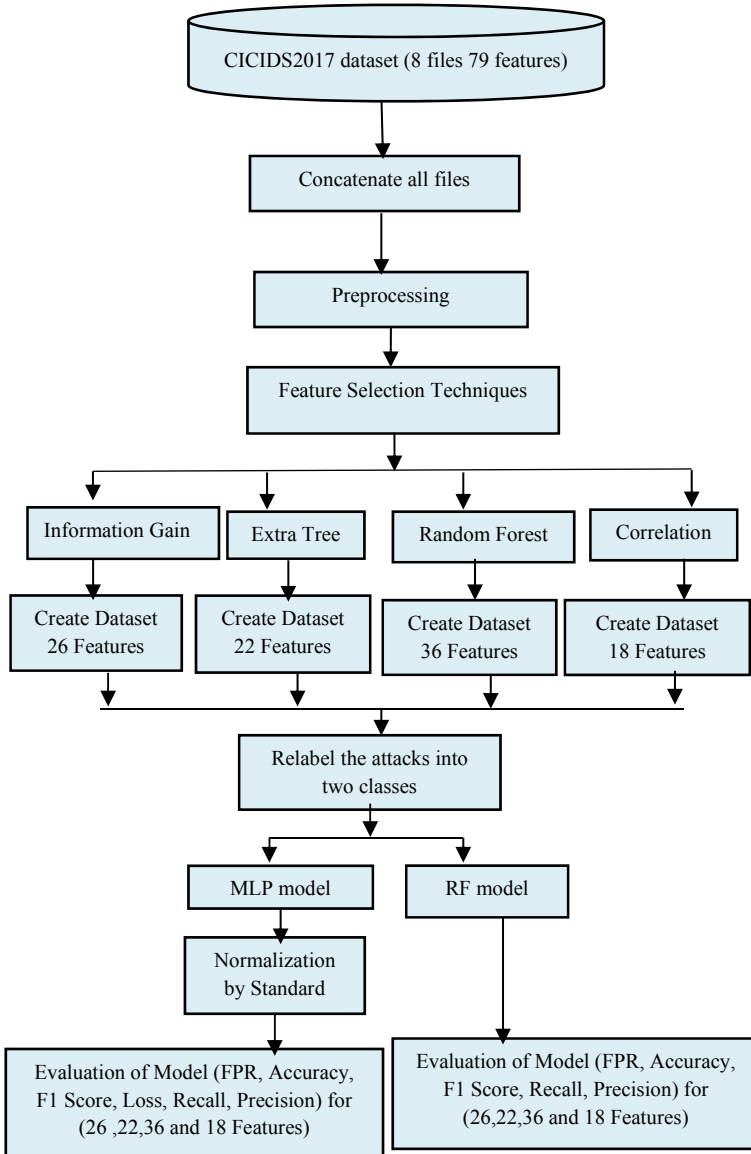 CICIDS2017 dataset (8 files 79 features)
Concatenate all files
Preprocessing
Feature Selection Techniques
Information Gain
Extra Tree
Random Forest
Correlation
Create Dataset
26 Features
Create Dataset
22 Features
Create Dataset
36 Features
Create Dataset
18 Features
Relabel the attacks into
two classes
MLP model
RF model
Normalization
by Standard
Evaluation of Model (FPR, Accuracy,
F1 Score, Loss, Recall, Precision) for
(26 ,22,36 and 18 Features)
Evaluation of Model (FPR, Accuracy,
F1 Score, Recall, Precision) for
(26,22,36 and 18 Features)